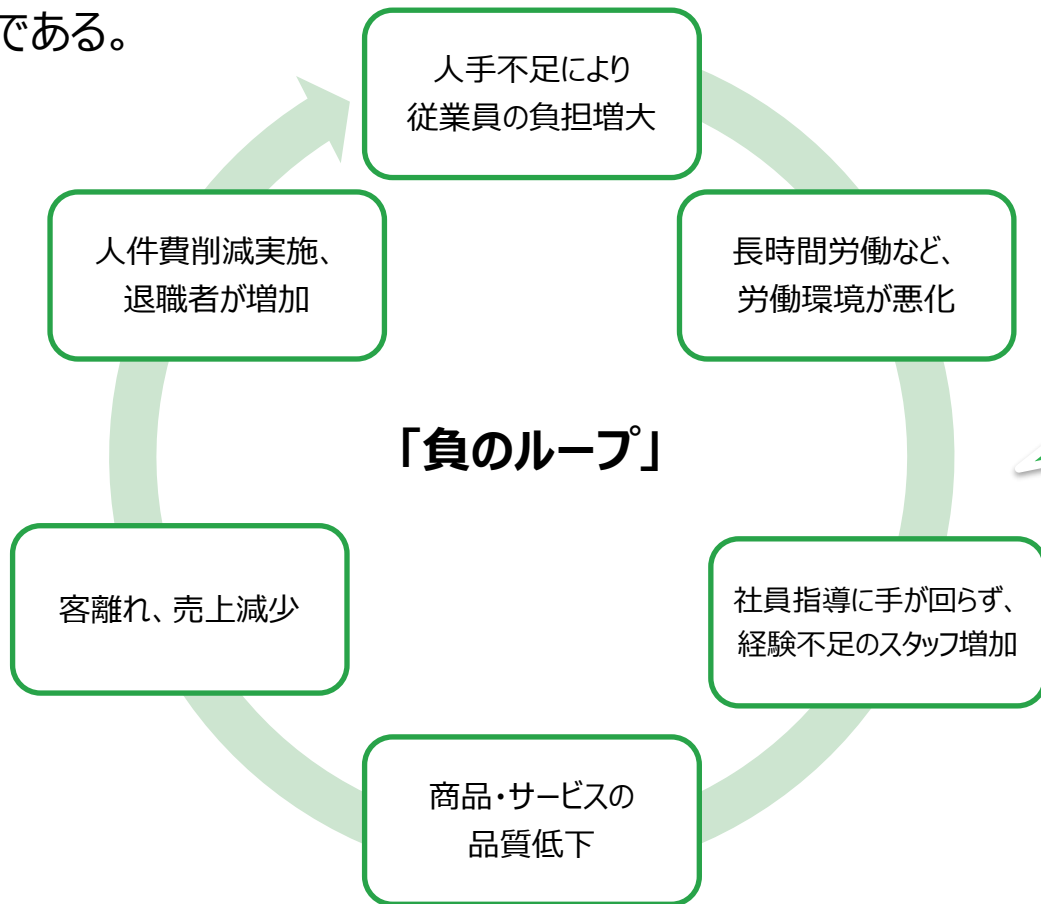 である。
人手不足により
従業員の負担増大
人件費削減実施、
退職者が増加
長時間労働など、
労働環境が悪化
「負のループ」
客離れ、売上減少
社員指導に手が回らず、
経験不足のスタッフ増加
商品・サービスの
品質低下